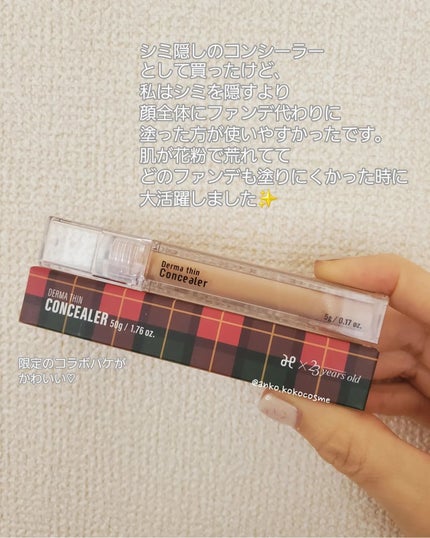 シミ隠しのコンシーラー
として買ったけど、
私はシミを隠すより
顔全体にファンデ代わりに
塗った方が使いやすかったです。
肌が花粉で荒れてて
どのファンデも塗りにくかった時に
大活躍しました✨
Derma thin
Concealer
5g / 0.17 oz.
DERMA THIN
CONCEALER 50g / 1.76 oz.
× 23 years old
@anko.kokocosme
限定のコラボパケが
かわいい♡